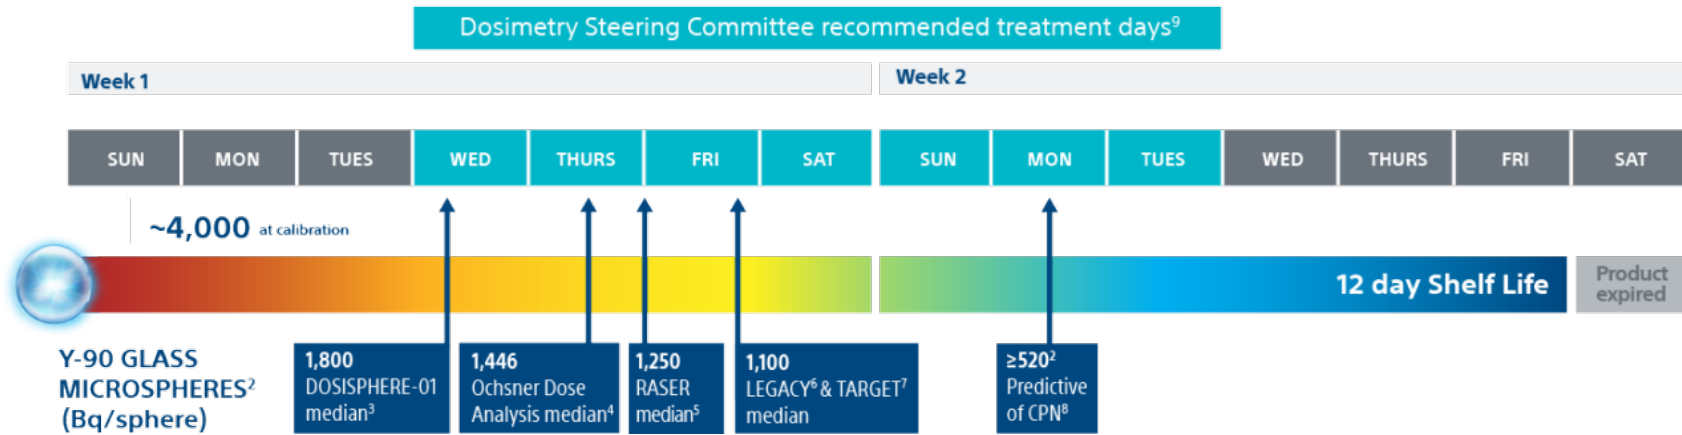 Dosimetry Steering Committee recommended treatment days⁹
Week 1
Week 2
SUN
MON
TUES
WED
THURS
FRI
SAT
SUN
MON
TUES
WED
THURS
FRI
SAT
~4,000 at calibration
12 day Shelf Life
Product
expired
Y-90 GLASS
MICROSPHERES²
(Bq/sphere)
1,800
DOSISPHERE-01
median³
1,446
Ochsner Dose
Analysis median⁴
1,250
RASER
median⁵
1,100
LEGACY⁶ & TARGET⁷
median
≥520²
Predictive
of CPN⁸